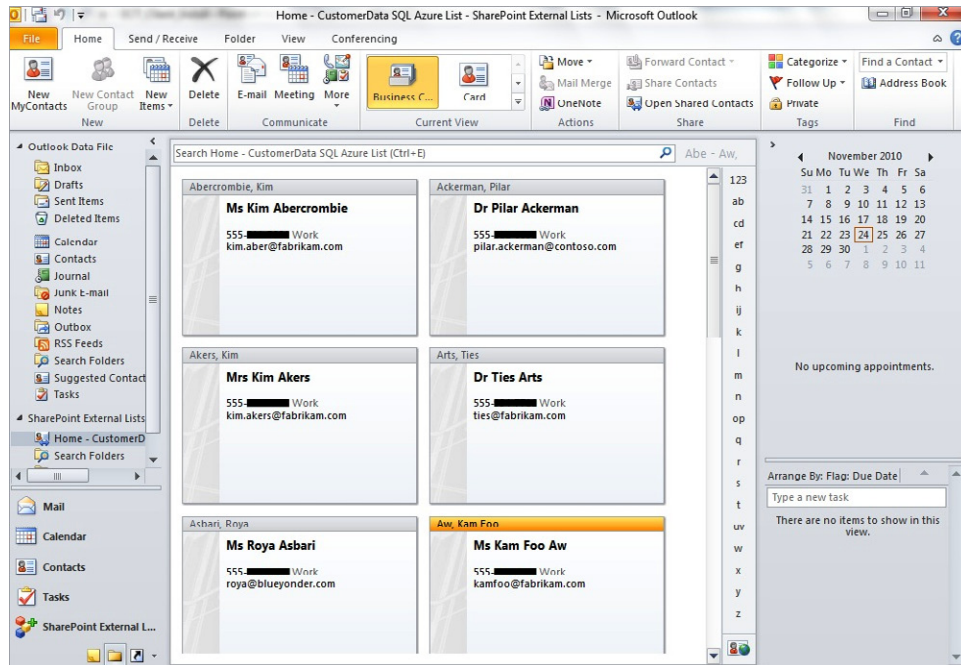 Home - CustomerData SQL Azure List - SharePoint External Lists - Microsoft Outlook
File Home Send / Receive Folder View Conferencing
New MyContacts
New Contact Group
New Items
Delete
E-mail Meeting More
Business C...
Card
Move
Mail Merge
OneNote
Forward Contact
Share Contacts
Open Shared Contacts
Categorize
Follow Up
Private
Find a Contact
Address Book
New Delete Communicate Current View Actions Share Tags Find
Outlook Data File
Inbox
Drafts
Sent Items
Deleted Items
Calendar
Contacts
Journal
Junk E-mail
Notes
Outbox
RSS Feeds
Search Folders
Suggested Contact
Tasks
SharePoint External Lists
Home - CustomerD
Search Folders
Mail
Calendar
Contacts
Tasks
SharePoint External L...
Search Home - CustomerData SQL Azure List (Ctrl+E)
Abe - Aw,
Abercrombie, Kim
Ms Kim Abercrombie
555- Work
kim.aber@fabrikam.com
Ackerman, Pilar
Dr Pilar Ackerman
555- Work
pilar.ackerman@contoso.com
Akers, Kim
Mrs Kim Akers
555- Work
kim.akers@fabrikam.com
Arts, Ties
Dr Ties Arts
555- Work
ties@fabrikam.com
Asbari, Roya
Ms Roya Asbari
555- Work
roya@blueyonder.com
Aw, Kam Foo
Ms Kam Foo Aw
555- Work
kamfoo@fabrikam.com
123
ab
cd
ef
g
h
ij
k
l
m
n
op
q
r
s
t
uv
w
x
y
z
November 2010
Su Mo Tu We Th Fr Sa
31 1 2 3 4 5 6
7 8 9 10 11 12 13
14 15 16 17 18 19 20
21 22 23 24 25 26 27
28 29 30 1 2 3 4
5 6 7 8 9 10 11
No upcoming appointments.
Arrange By: Flag: Due Date
Type a new task
There are no items to show in this
view.